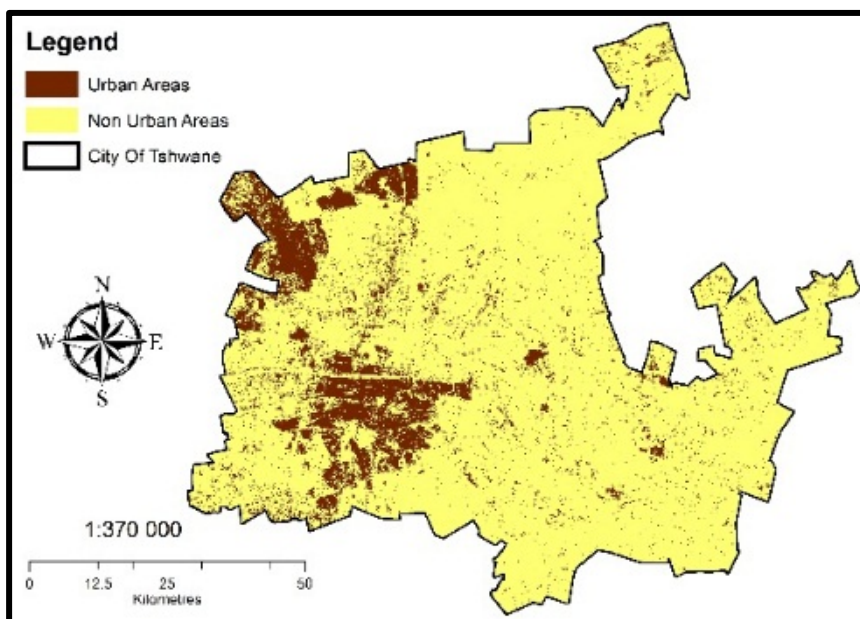 Legend
Urban Areas
Non Urban Areas
City Of Tshwane
N
W E
S
1:370 000
0 12.5 25 50
Kilometres